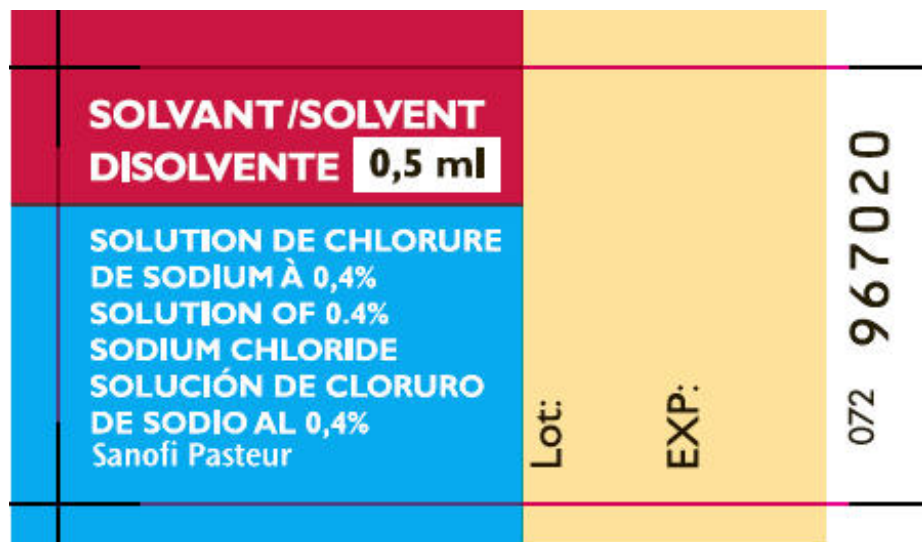 SOLVANT/SOLVENT
DISOLVENTE 0,5 ml
SOLUTION DE CHLORURE
DE SODIUM À 0,4%
SOLUTION OF 0.4%
SODIUM CHLORIDE
SOLUCIÓN DE CLORURO
DE SODIO AL 0,4%
Sanofi Pasteur
Lot:
EXP:
072 967020